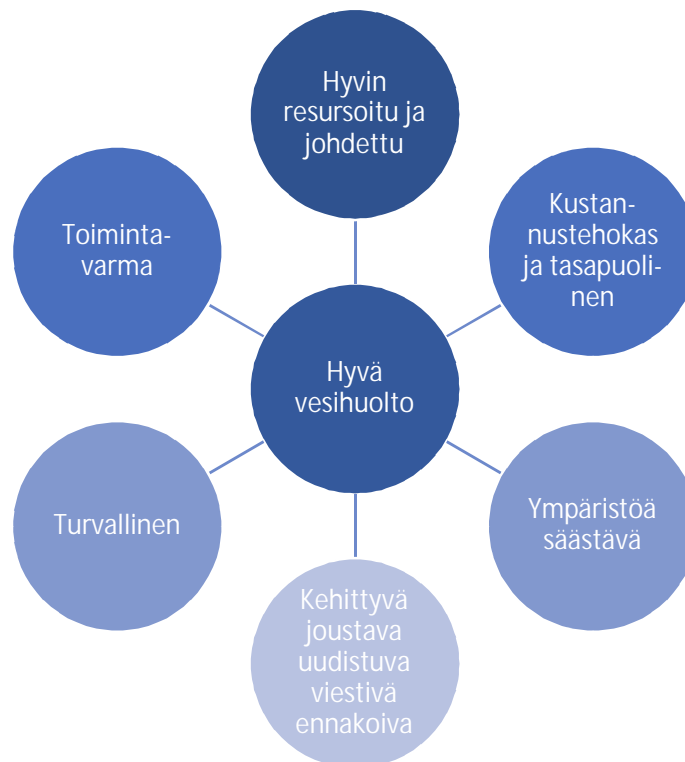 Hyvin
resursoitu ja
johdettu
Kustan-
nustehokas
ja tasapuoli-
nen
Ympäristöä
säästävä
Kehittyvä
joustava
uudistuva
viestivä
ennakoiva
Turvallinen
Toiminta-
varma
Hyvä
vesihuolto